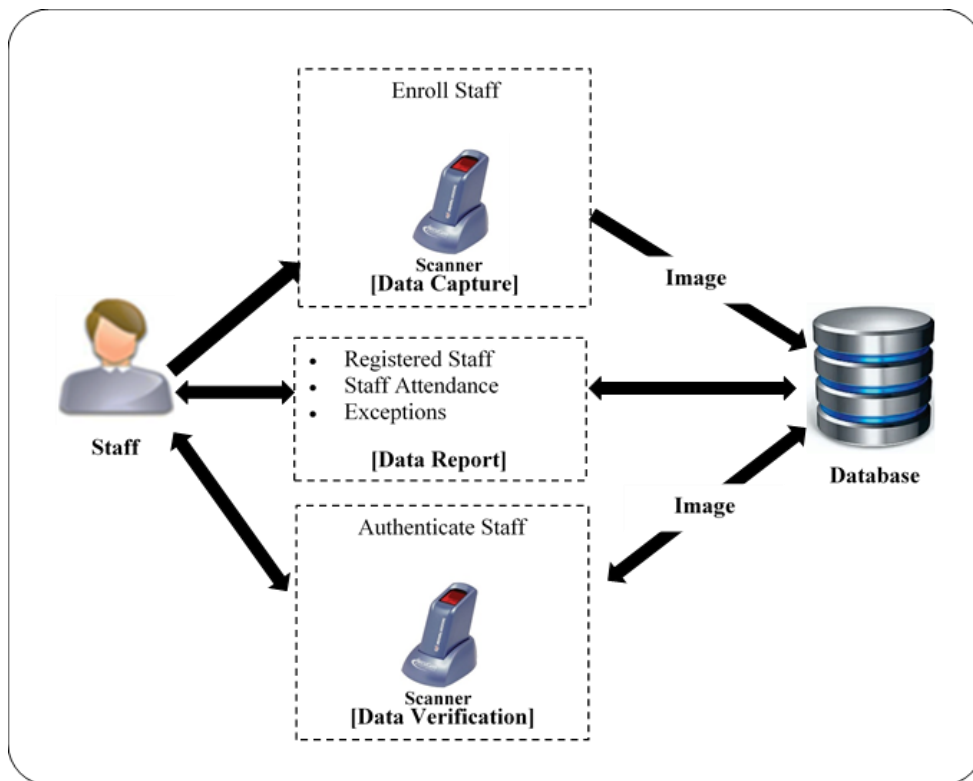 Enroll Staff
Scanner
[Data Capture]
Image
• Registered Staff
• Staff Attendance
• Exceptions
[Data Report]
Staff
Database
Image
Authenticate Staff
Scanner
[Data Verification]